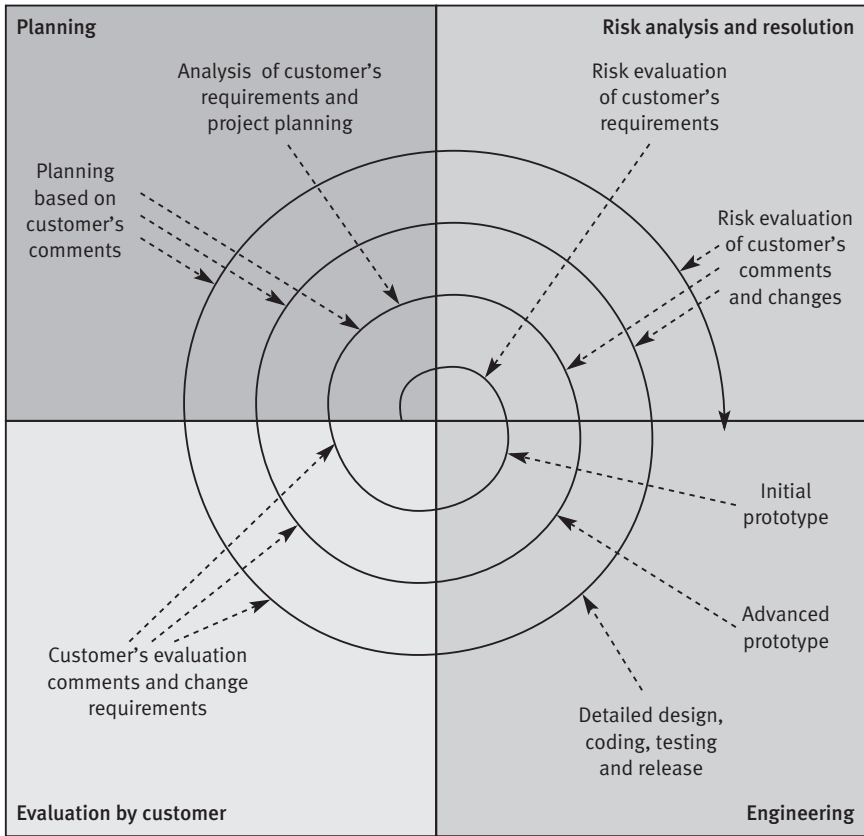 Planning
Risk analysis and resolution
Analysis of customer's
requirements and
project planning
Risk evaluation
of customer's
requirements
Planning
based on
customer's
comments
Risk evaluation
of customer's
comments
and changes
Initial
prototype
Advanced
prototype
Customer's evaluation
comments and change
requirements
Detailed design,
coding, testing
and release
Evaluation by customer
Engineering